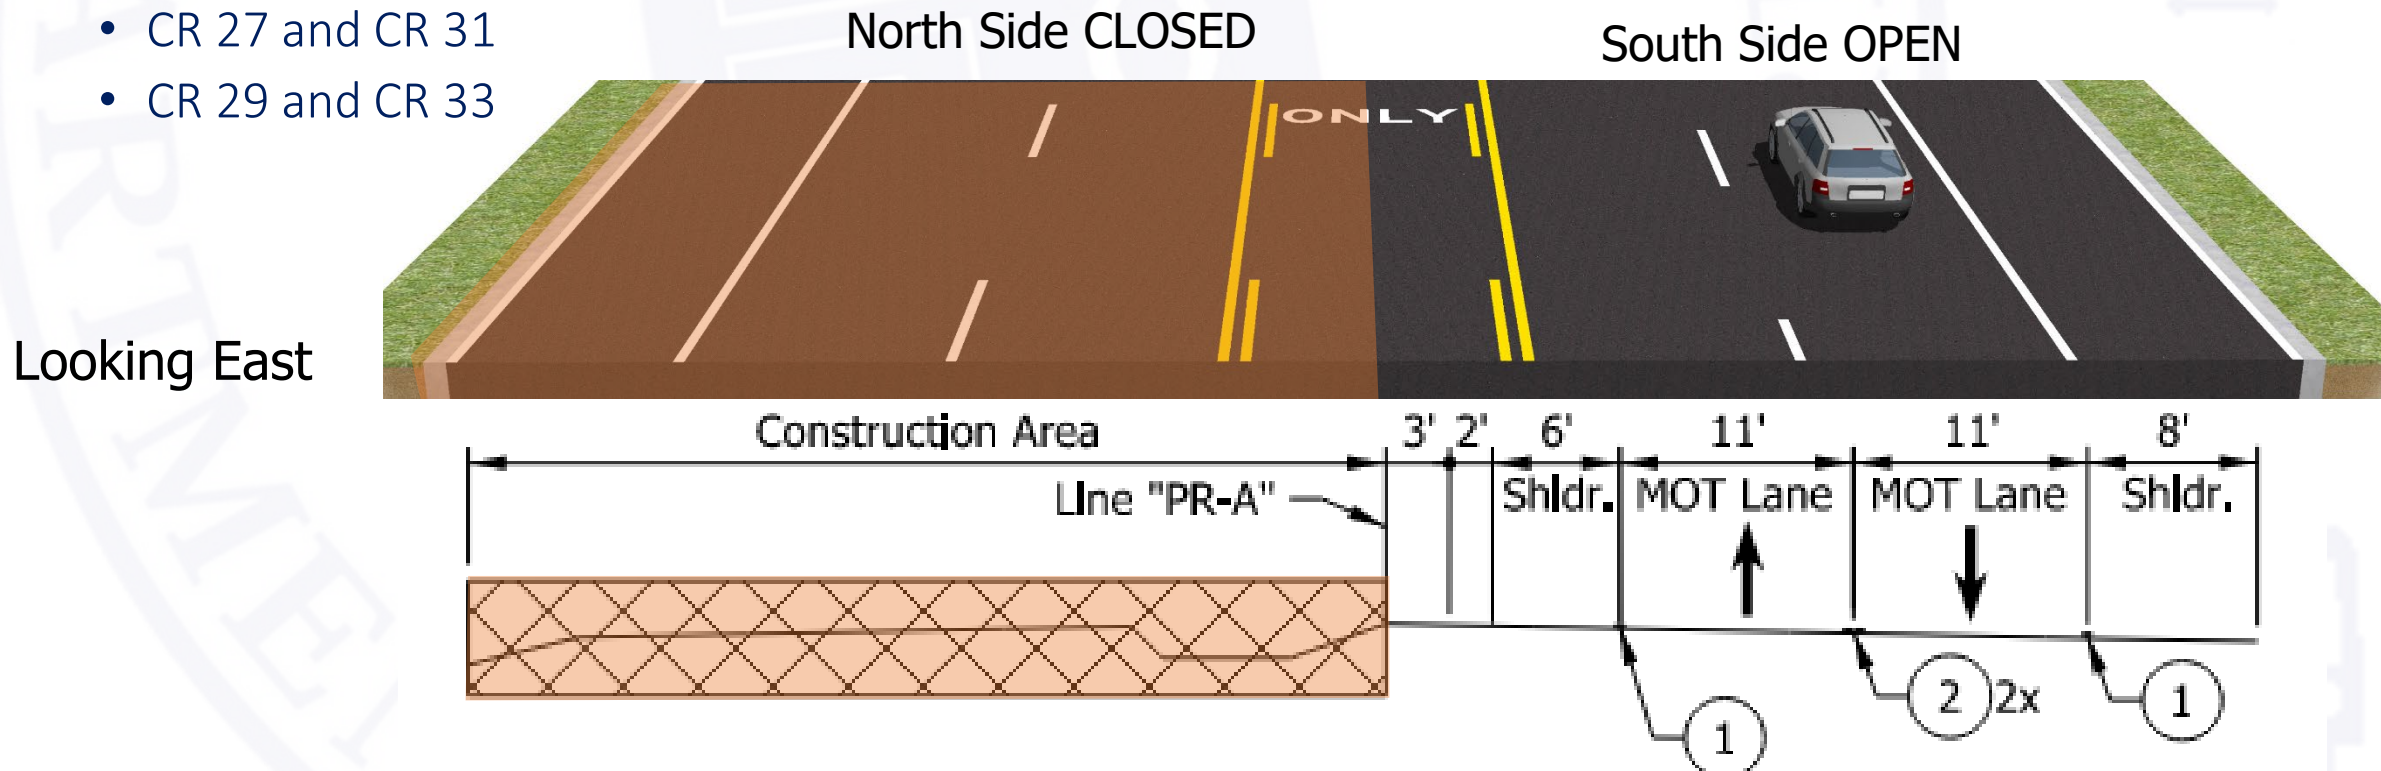 • CR 27 and CR 31
• CR 29 and CR 33
North Side CLOSED
South Side OPEN
ONLY
Looking East
Construction Area
3' 2' 6' 11' 11' 8'
Line "PR-A"
Shldr. MOT Lane MOT Lane Shldr.
2 2x
1
1
ARTME